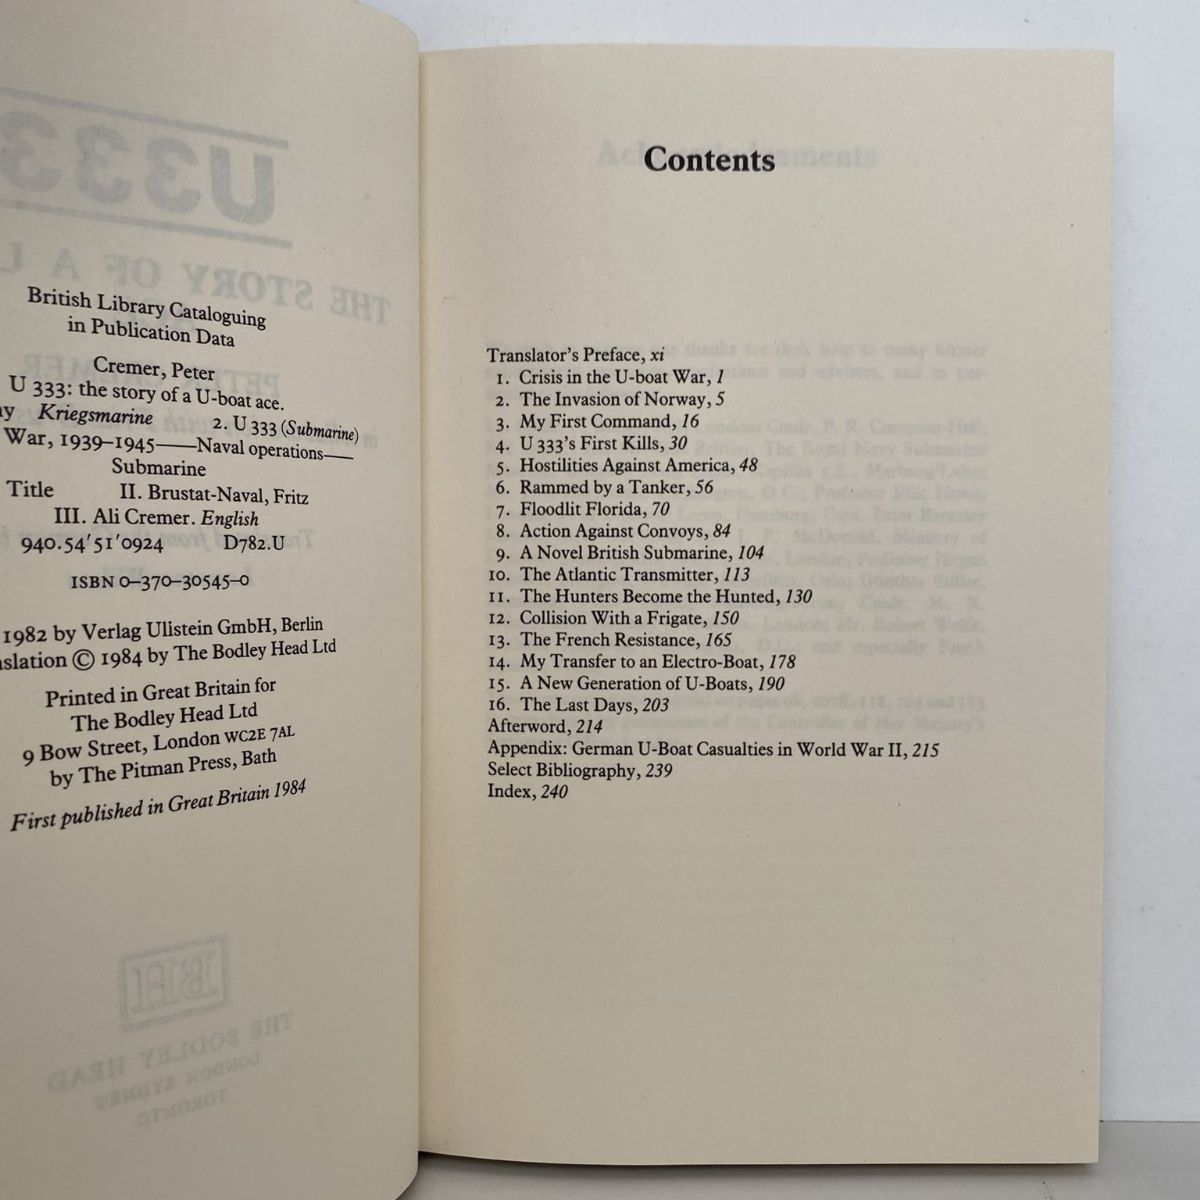 British Library Cataloguing
in Publication Data
Cremer, Peter
U 333: the story of a U-boat ace.
Kriegsmarine 2. U 333 (Submarine)
War, 1939–1945——Naval operations—
Submarine
Title II. Brustat-Naval, Fritz
III. Ali Cremer. English
940.54′51′0924 D782.U
ISBN 0–370–30545–0
1982 by Verlag Ullstein GmbH, Berlin
© 1984 by The Bodley Head Ltd
Printed in Great Britain for
The Bodley Head Ltd
9 Bow Street, London WC2E 7AL
by The Pitman Press, Bath
First published in Great Britain 1984
Contents
Translator's Preface, xi
1. Crisis in the U-boat War, 1
2. The Invasion of Norway, 5
3. My First Command, 16
4. U 333's First Kills, 30
5. Hostilities Against America, 48
6. Rammed by a Tanker, 56
7. Floodlit Florida, 70
8. Action Against Convoys, 84
9. A Novel British Submarine, 104
10. The Atlantic Transmitter, 113
11. The Hunters Become the Hunted, 130
12. Collision With a Frigate, 150
13. The French Resistance, 165
14. My Transfer to an Electro-Boat, 178
15. A New Generation of U-Boats, 190
16. The Last Days, 203
Afterword, 214
Appendix: German U-Boat Casualties in World War II, 215
Select Bibliography, 239
Index, 240